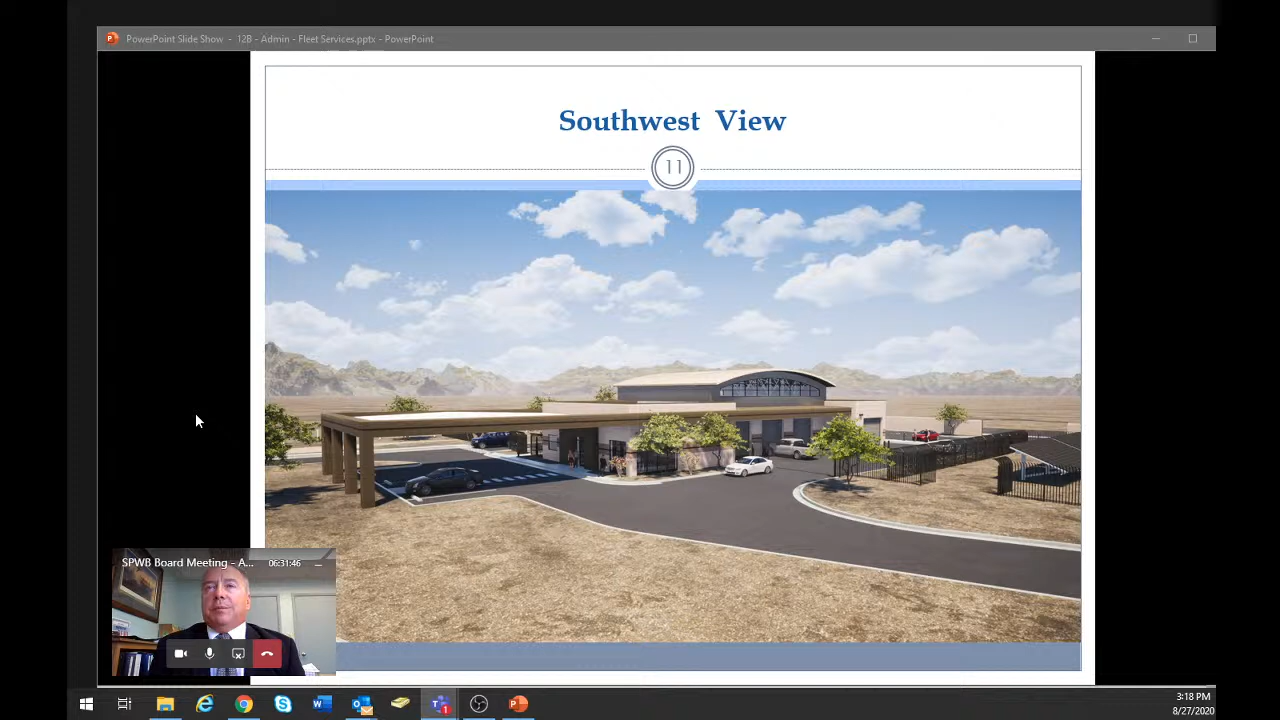 PowerPoint Slide Show - 12B - Admin - Fleet Services.pptx - PowerPoint
Southwest View
11
SPWB Board Meeting - A... 06:31:46
3:18 PM
8/27/2020